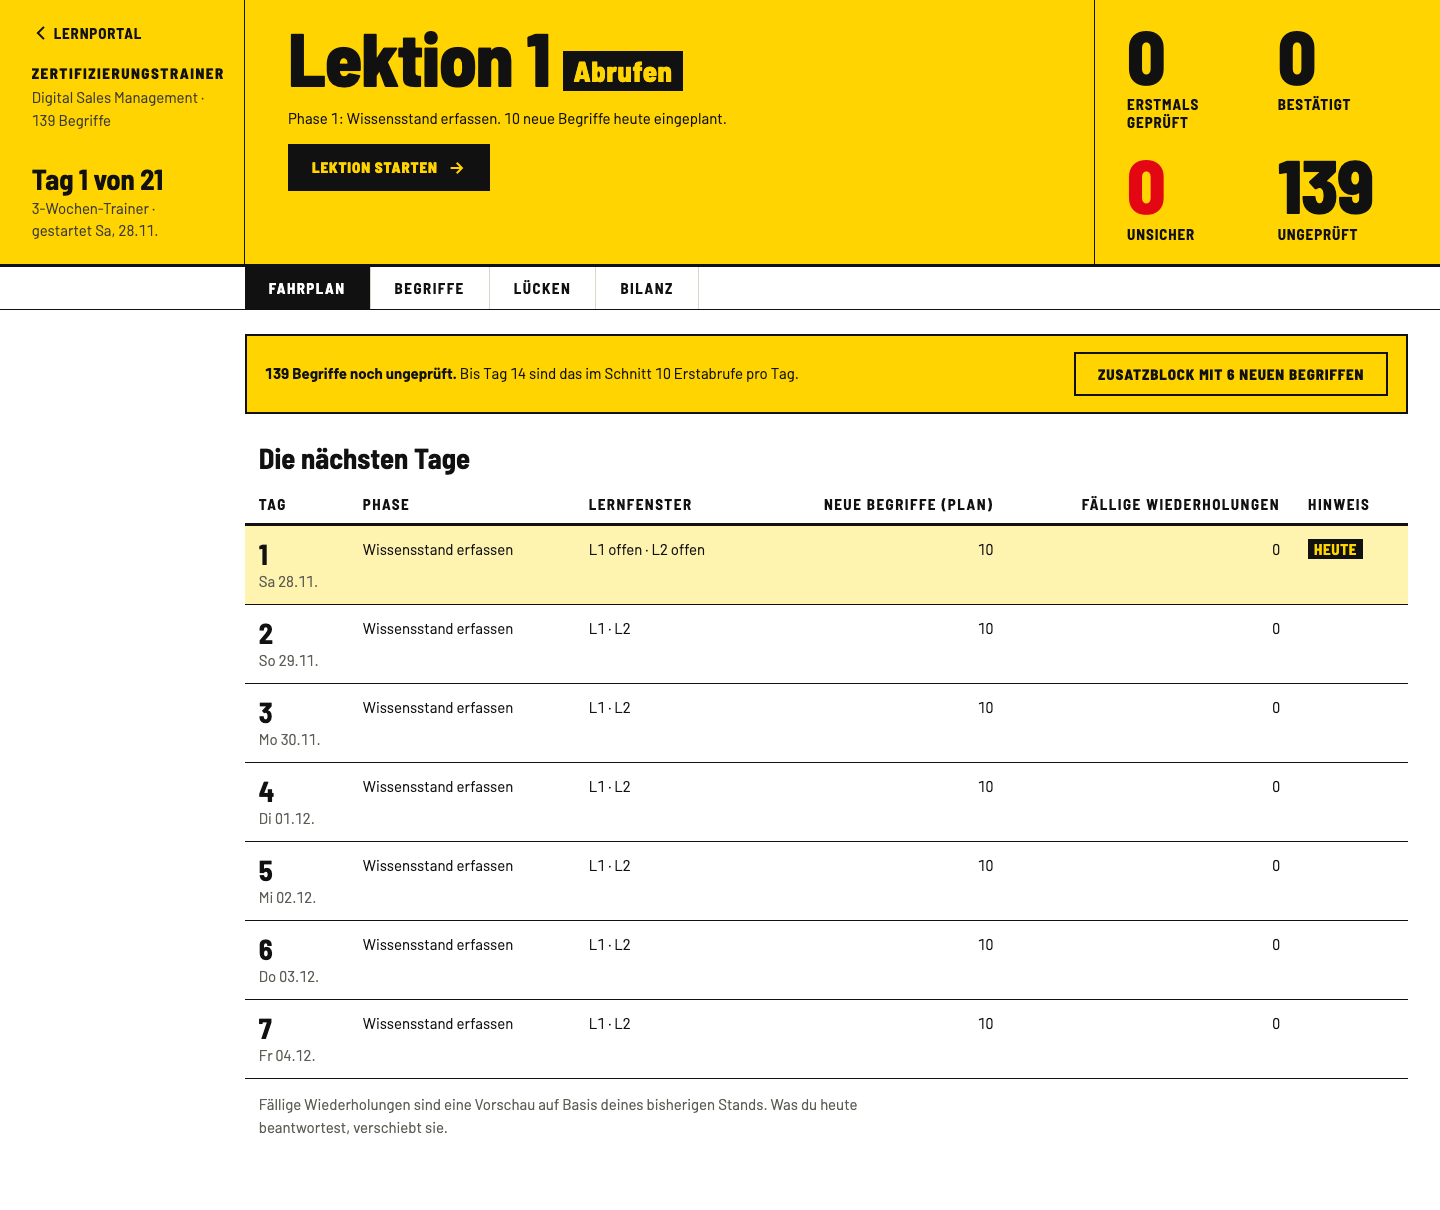 LERNPORTAL
ZERTIFIZIERUNGSTRAINER
Digital Sales Management ·
139 Begriffe
Tag 1 von 21
3-Wochen-Trainer ·
gestartet Sa, 28.11.
Lektion 1 Abrufen
Phase 1: Wissensstand erfassen. 10 neue Begriffe heute eingeplant.
LEKTION STARTEN →
0
ERSTMALS
GEPRÜFT
0
BESTÄTIGT
0
UNSICHER
139
UNGEPRÜFT
FAHRPLAN
BEGRIFFE
LÜCKEN
BILANZ
139 Begriffe noch ungeprüft. Bis Tag 14 sind das im Schnitt 10 Erstabrufe pro Tag.
ZUSATZBLOCK MIT 6 NEUEN BEGRIFFEN
Die nächsten Tage
TAG PHASE LERNFENSTER NEUE BEGRIFFE (PLAN) FÄLLIGE WIEDERHOLUNGEN HINWEIS
1 Wissensstand erfassen L1 offen · L2 offen 10 0 HEUTE
Sa 28.11.
2 Wissensstand erfassen L1 · L2 10 0
So 29.11.
3 Wissensstand erfassen L1 · L2 10 0
Mo 30.11.
4 Wissensstand erfassen L1 · L2 10 0
Di 01.12.
5 Wissensstand erfassen L1 · L2 10 0
Mi 02.12.
6 Wissensstand erfassen L1 · L2 10 0
Do 03.12.
7 Wissensstand erfassen L1 · L2 10 0
Fr 04.12.
Fällige Wiederholungen sind eine Vorschau auf Basis deines bisherigen Stands. Was du heute
beantwortest, verschiebt sie.